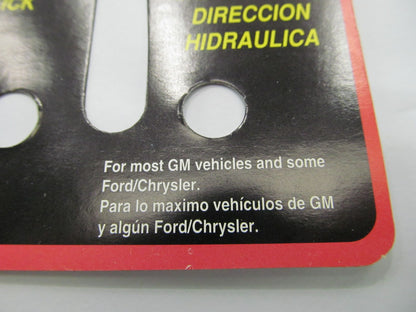 DIRECCION
HIDRAULICA
For most GM vehicles and some
Ford/Chrysler.
Para lo maximo vehículos de GM
y algún Ford/Chrysler.